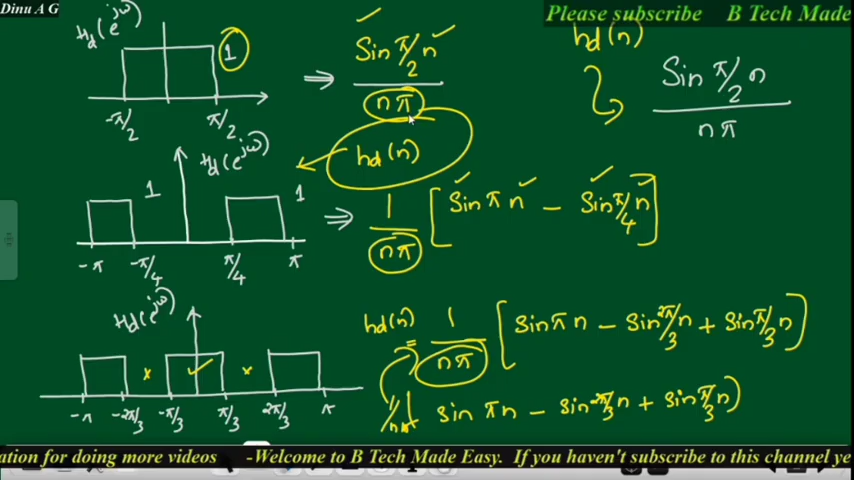 Dinu A G
Please subscribe B Tech Made
Hd(e^jω)
1
-π/2 π/2
⇒ Sin π/2 n / nπ
hd(n)
Sin π/2 n / nπ
hd(n)
Hd(e^jω)
1 1
-π -π/4 π/4 π
⇒ 1/nπ [Sin π n - Sin π/4 n]
Hd(e^jω)
-π -2π/3 -π/3 π/3 2π/3 π
hd(n) = 1/nπ [sin π n - sin 2π/3 n + sin π/3 n]
sin πn - sin 2π/3 n + sin π/3 n)
ation for doing more videos -Welcome to B Tech Made Easy. If you haven't subscribe to this channel ye